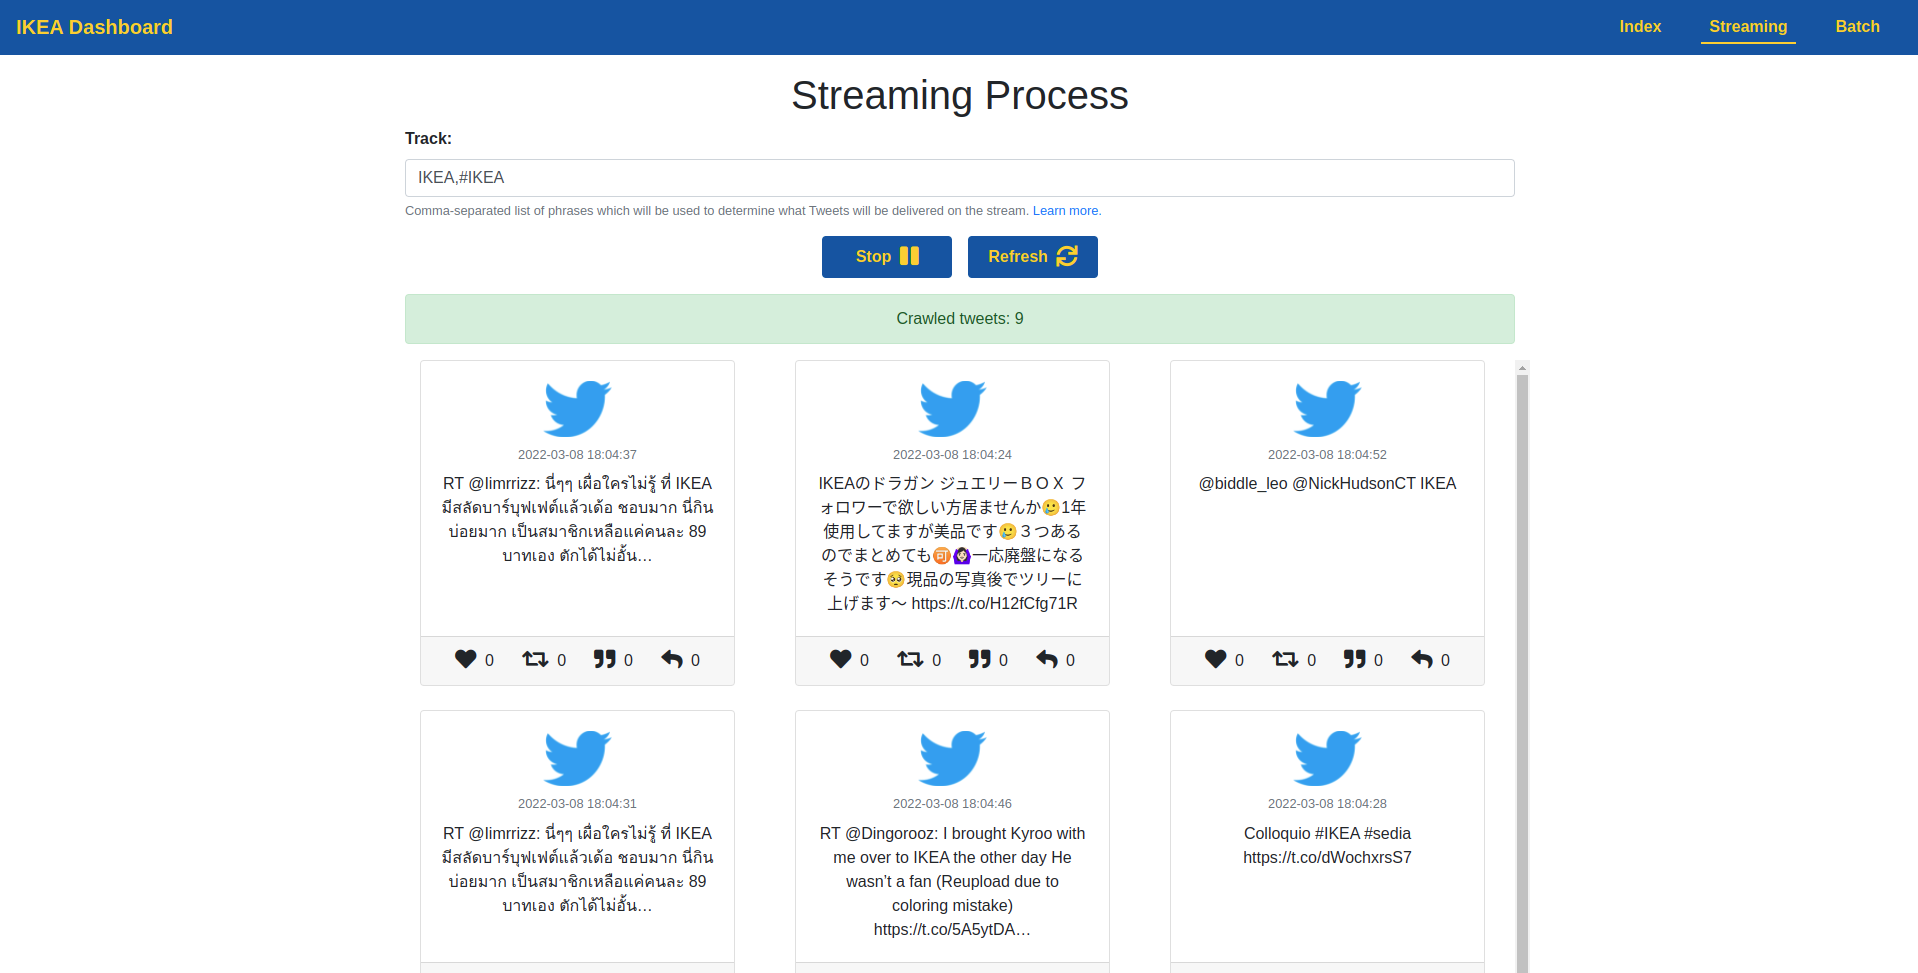 IKEA Dashboard
Index
Streaming
Batch
Streaming Process
Track:
IKEA,#IKEA
Comma-separated list of phrases which will be used to determine what Tweets will be delivered on the stream. Learn more.
Stop
Refresh
Crawled tweets: 9
2022-03-08 18:04:37
RT @limrrizz: นี่ๆๆ เผื่อใครไม่รู้ ที่ IKEA
มีสลัดบาร์บุฟเฟต์แล้วเด้อ ชอบมาก นี่กิน
บ่อยมาก เป็นสมาชิกเหลือแค่คนละ 89
บาทเอง ตักได้ไม่อั้น…
0 0 0 0
2022-03-08 18:04:24
IKEAのドラガン ジュエリーＢＯＸ フ
ォロワーで欲しい方居ませんか🥲1年
使用してますが美品です🥲３つある
のでまとめても🉑🙆🏻‍♀️一応廃盤になる
そうです🥺現品の写真後でツリーに
上げます〜 https://t.co/H12fCfg71R
0 0 0 0
2022-03-08 18:04:52
@biddle_leo @NickHudsonCT IKEA
0 0 0 0
2022-03-08 18:04:31
RT @limrrizz: นี่ๆๆ เผื่อใครไม่รู้ ที่ IKEA
มีสลัดบาร์บุฟเฟต์แล้วเด้อ ชอบมาก นี่กิน
บ่อยมาก เป็นสมาชิกเหลือแค่คนละ 89
บาทเอง ตักได้ไม่อั้น…
2022-03-08 18:04:46
RT @Dingorooz: I brought Kyroo with
me over to IKEA the other day He
wasn't a fan (Reupload due to
coloring mistake)
https://t.co/5A5ytDA…
2022-03-08 18:04:28
Colloquio #IKEA #sedia
https://t.co/dWochxrsS7